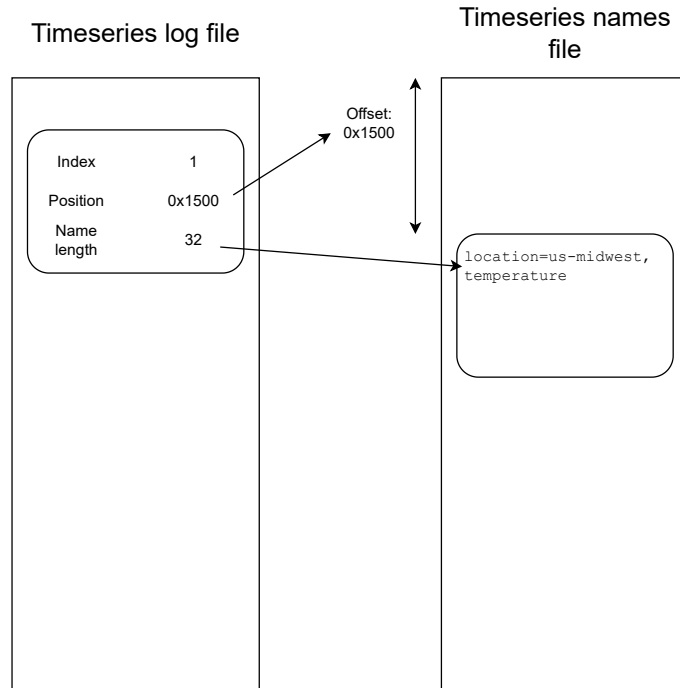 Timeseries log file
Timeseries names
file
Offset:
0x1500
Index 1
Position 0x1500
Name
length 32
location=us-midwest,
temperature